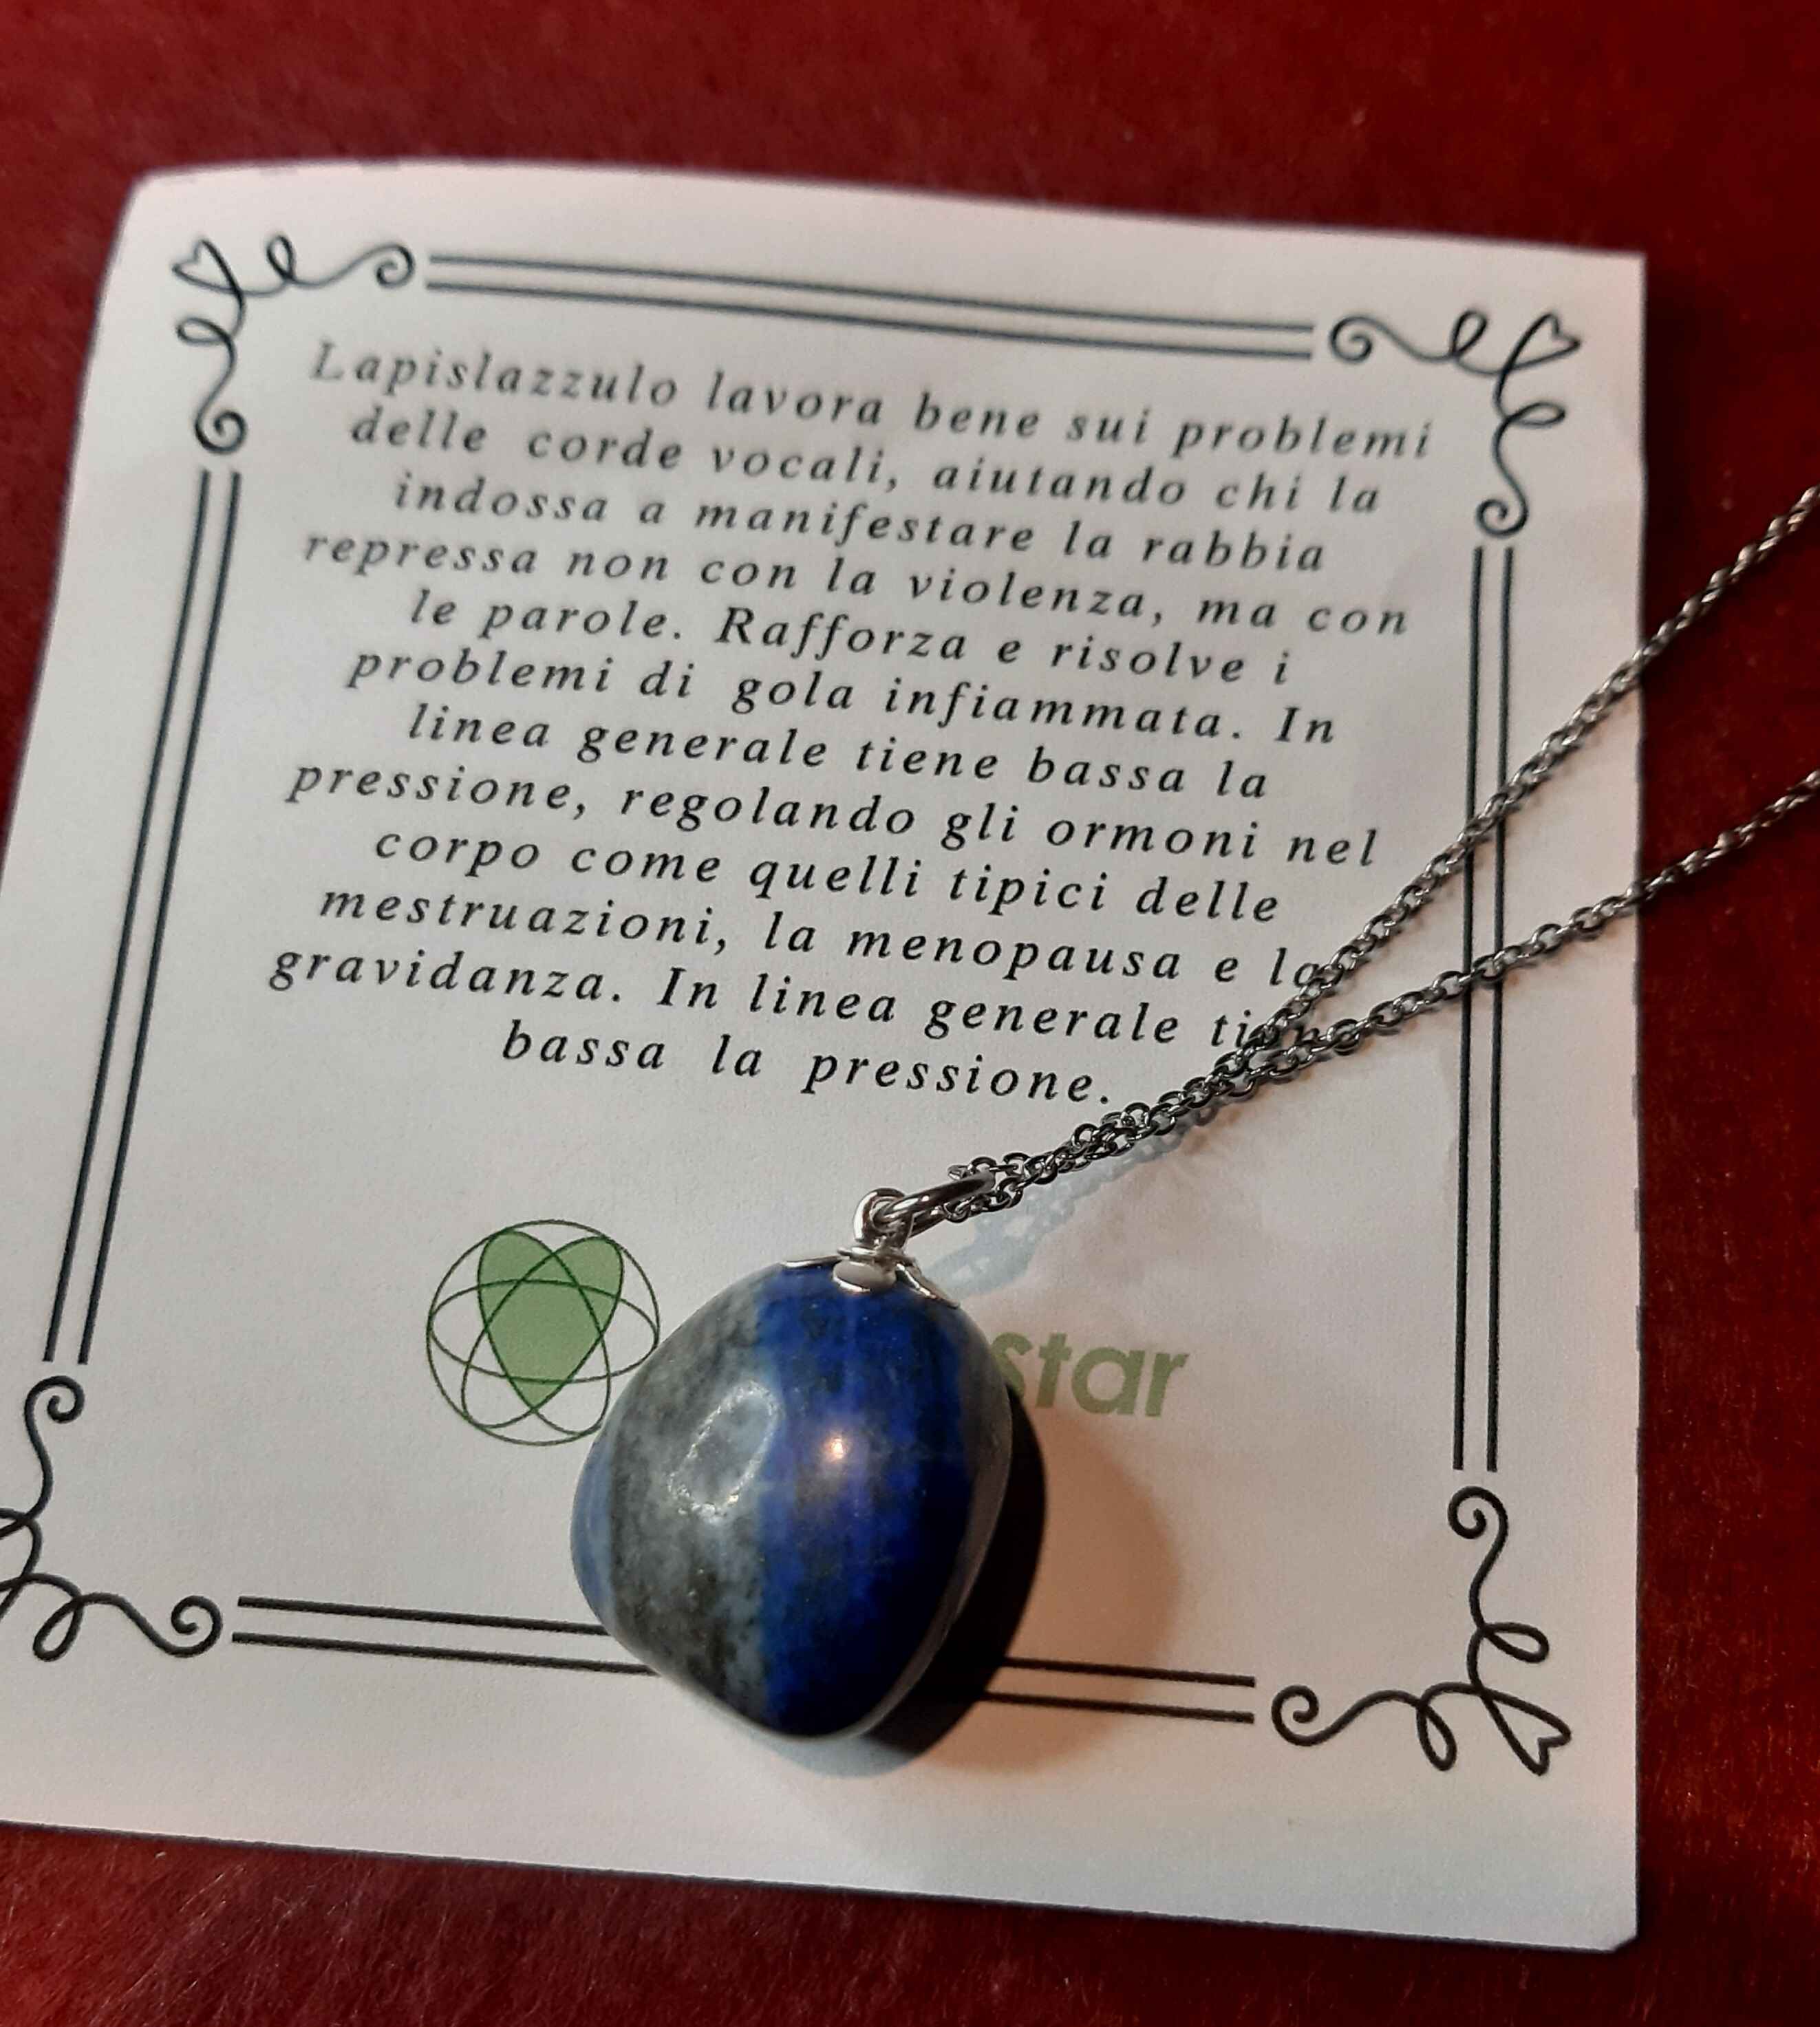 Lapislazzulo lavora bene sui problemi
delle corde vocali, aiutando chi la
indossa a manifestare la rabbia
repressa non con la violenza, ma con
le parole. Rafforza e risolve i
problemi di gola infiammata. In
linea generale tiene bassa la
pressione, regolando gli ormoni nel
corpo come quelli tipici delle
mestruazioni, la menopausa e la
gravidanza. In linea generale
bassa la pressione.
star